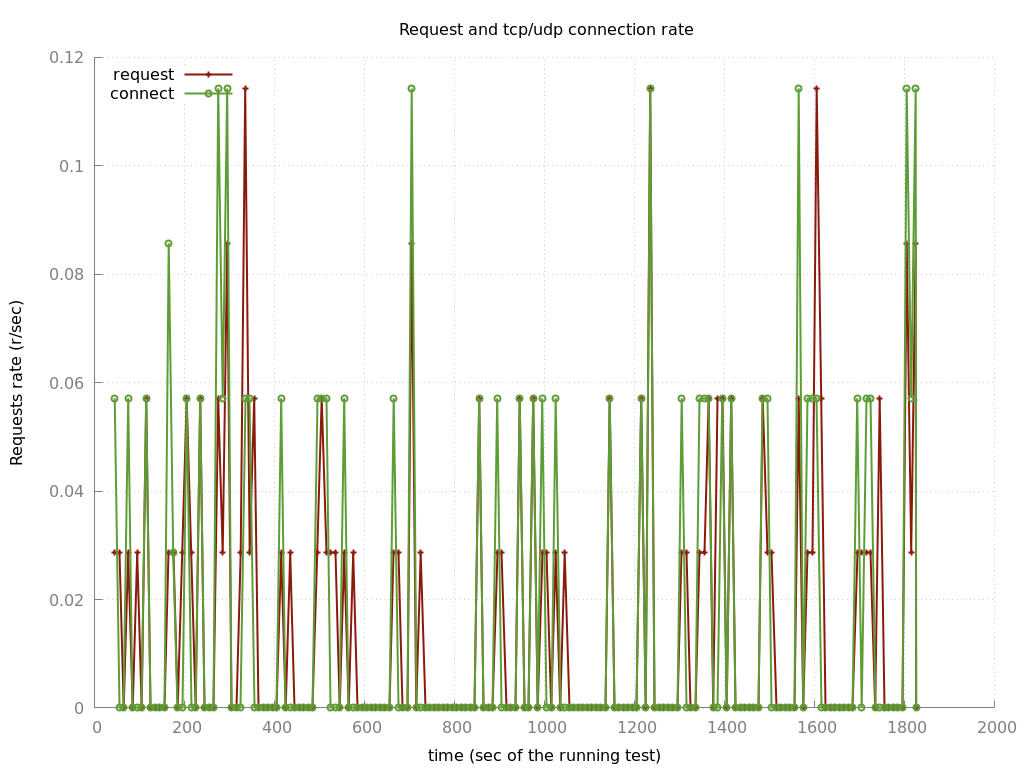 Request and tcp/udp connection rate
0.12
request
connect
0.1
0.08
0.06
0.04
0.02
0
Requests rate (r/sec)
0 200 400 600 800 1000 1200 1400 1600 1800 2000
time (sec of the running test)